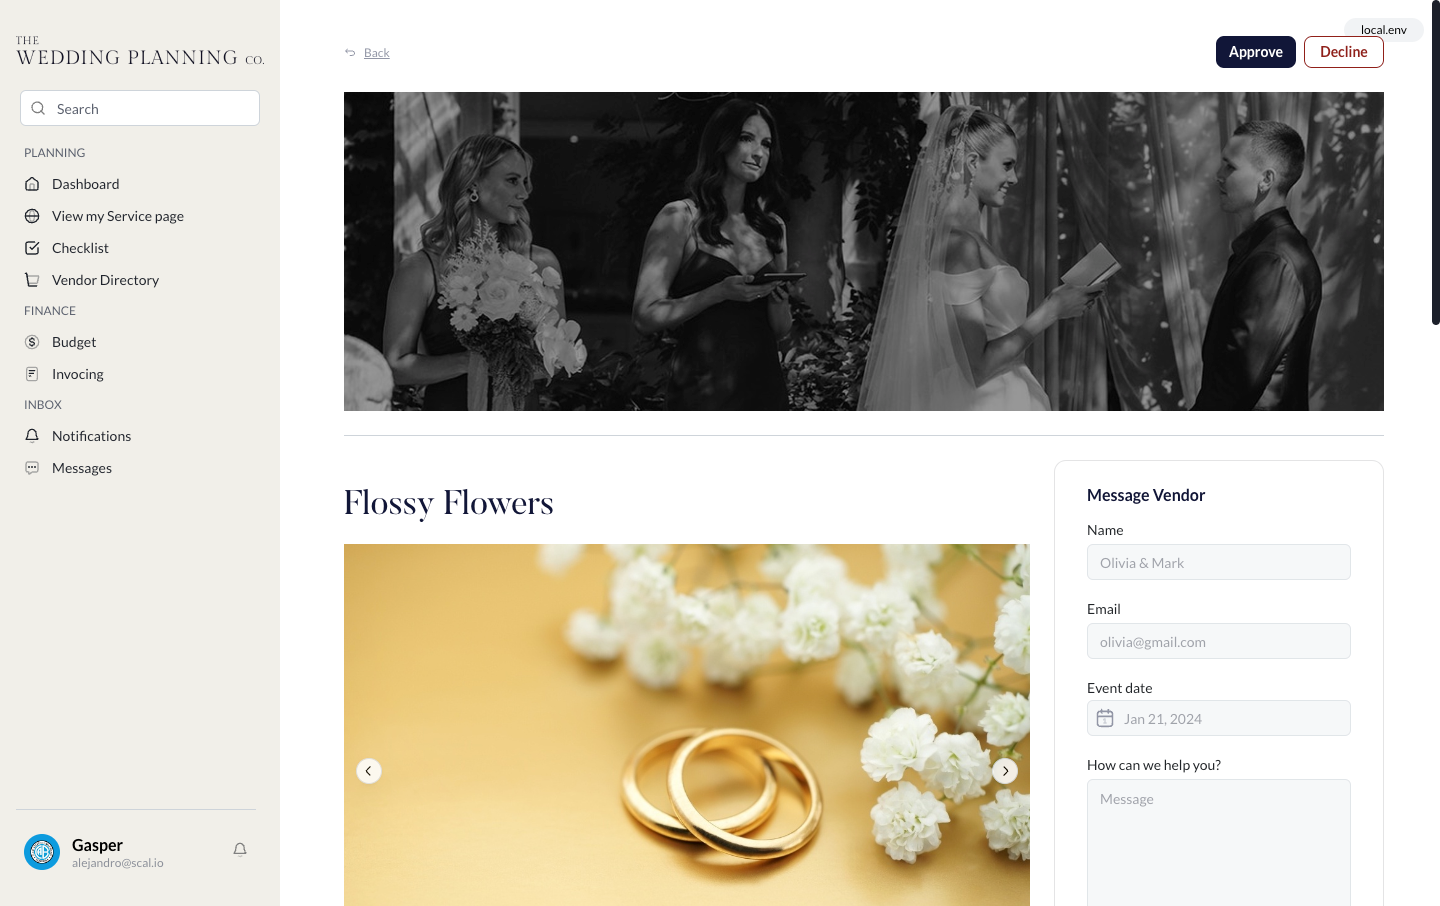 THE
WEDDING PLANNING CO.
Search
PLANNING
Dashboard
View my Service page
Checklist
Vendor Directory
FINANCE
Budget
Invocing
INBOX
Notifications
Messages
Gasper
alejandro@scal.io
Back
local.env
Approve
Decline
Flossy Flowers
Message Vendor
Name
Olivia & Mark
Email
olivia@gmail.com
Event date
Jan 21, 2024
How can we help you?
Message